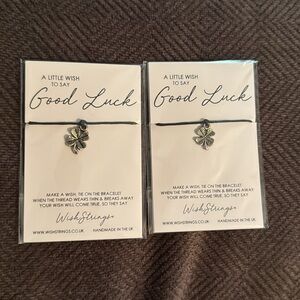 A LITTLE WISH
TO SAY
Good Luck
MAKE A WISH, TIE ON THE BRACELET
WHEN THE THREAD WEARS THIN & BREAKS AWAY
YOUR WISH WILL COME TRUE, SO THEY SAY
WishStrings
WWW.WISHSTRINGS.CO.UK HANDMADE IN THE UK
A LITTLE WISH
TO SAY
Good Luck
MAKE A WISH, TIE ON THE BRACELET
WHEN THE THREAD WEARS THIN & BREAKS AWAY
YOUR WISH WILL COME TRUE, SO THEY SAY
WishStrings
WWW.WISHSTRINGS.CO.UK HANDMADE IN THE UK